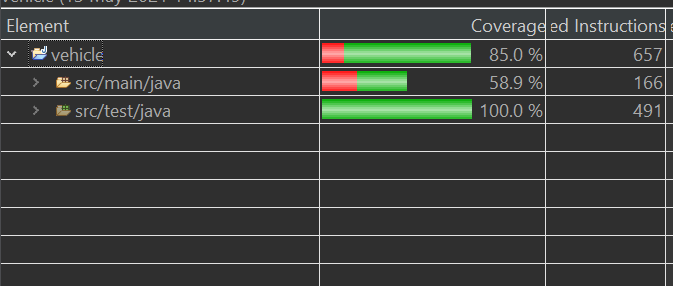 Element Coverage ed Instructions
vehicle 85.0 % 657
src/main/java 58.9 % 166
src/test/java 100.0 % 491